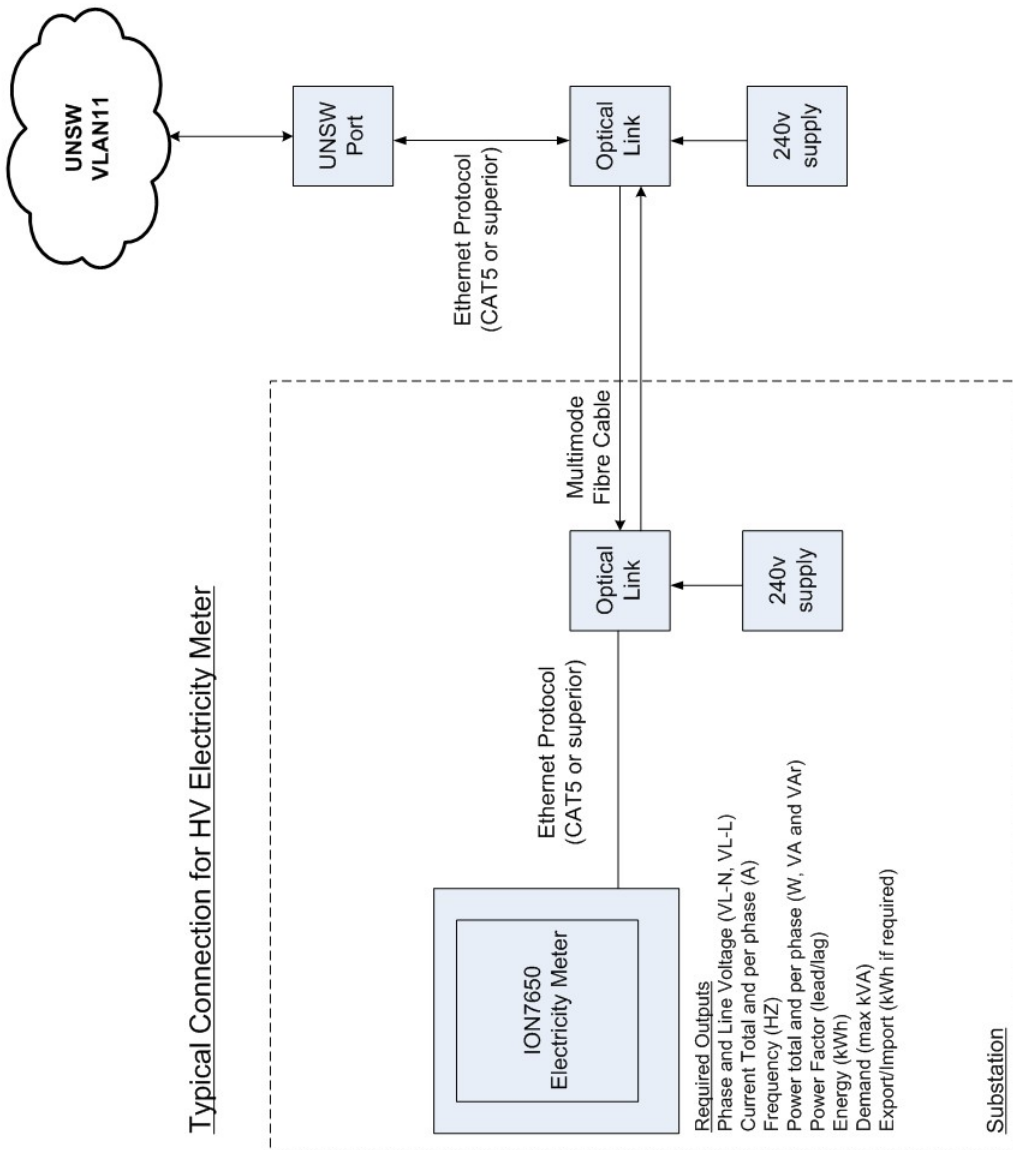 Typical Connection for HV Electricity Meter
UNSW
VLAN11
UNSW
Port
Ethernet Protocol
(CAT5 or superior)
Optical
Link
240v
supply
Multimode
Fibre Cable
Optical
Link
240v
supply
Ethernet Protocol
(CAT5 or superior)
ION7650
Electricity Meter
Required Outputs
Phase and Line Voltage (VL-N, VL-L)
Current Total and per phase (A)
Frequency (HZ)
Power total and per phase (W, VA and VAr)
Power Factor (lead/lag)
Energy (kWh)
Demand (max kVA)
Export/Import (kWh if required)
Substation